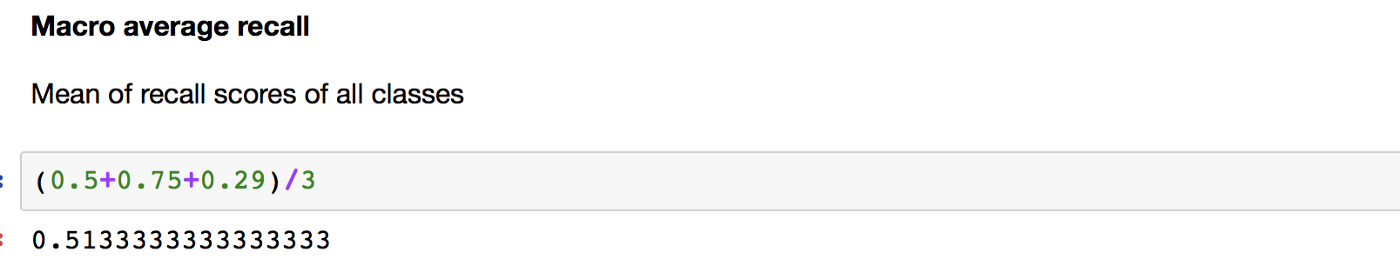 Macro average recall
Mean of recall scores of all classes
: (0.5+0.75+0.29)/3
: 0.5133333333333333